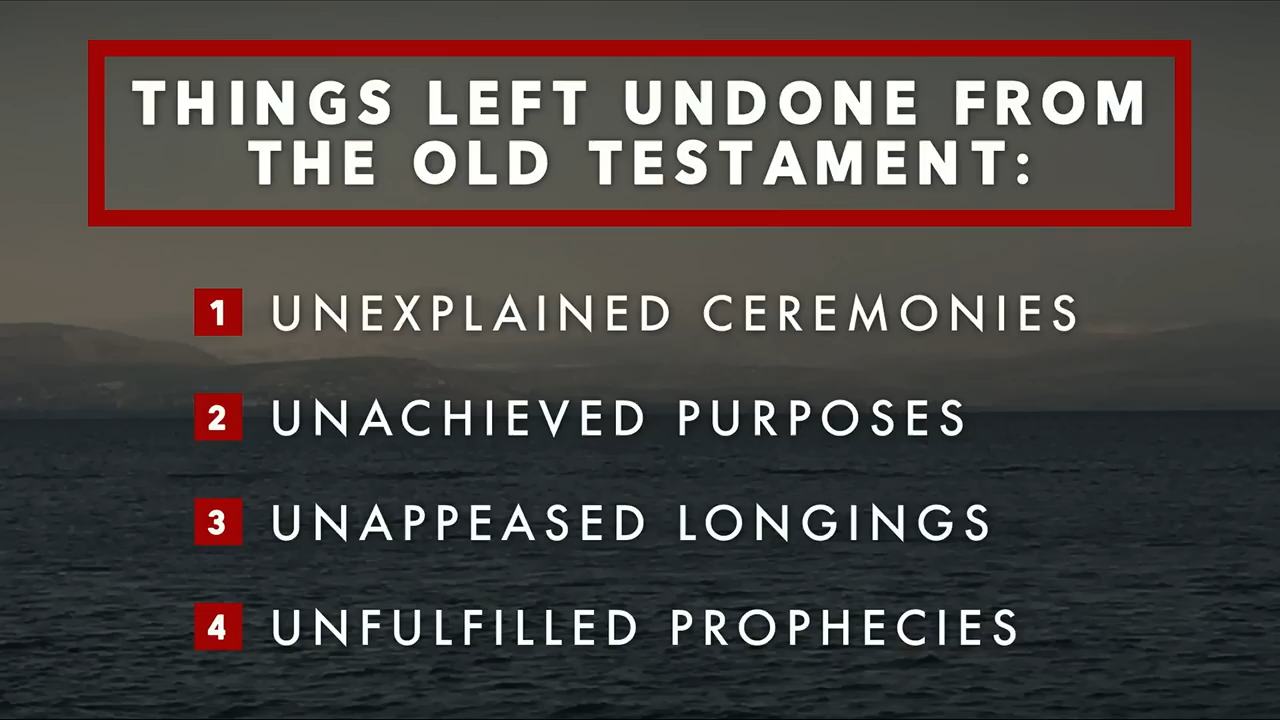 THINGS LEFT UNDONE FROM
THE OLD TESTAMENT:
1 UNEXPLAINED CEREMONIES
2 UNACHIEVED PURPOSES
3 UNAPPEASED LONGINGS
4 UNFULFILLED PROPHECIES